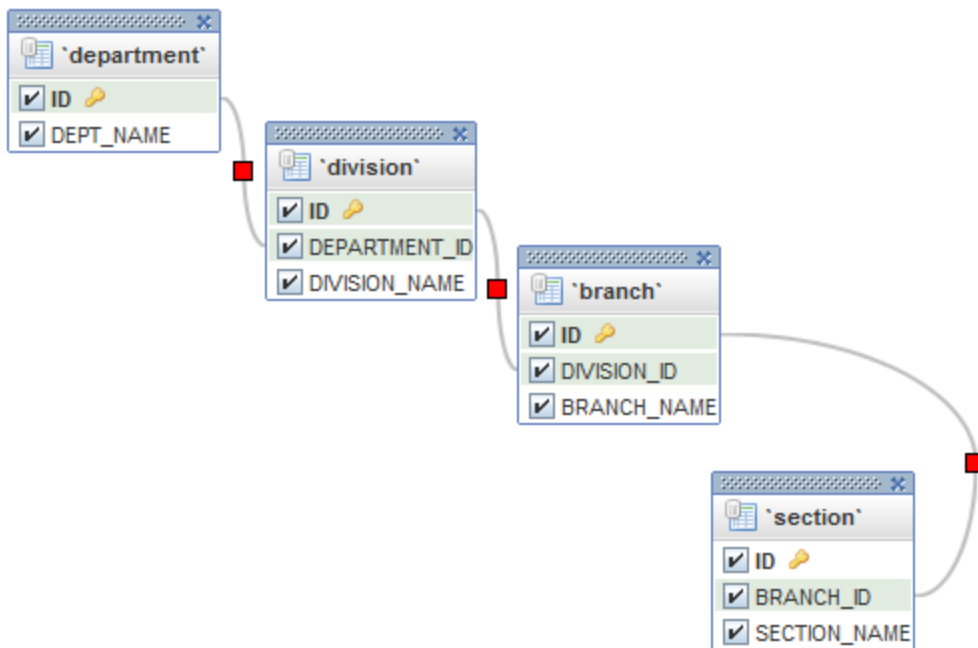 `department`
ID
DEPT_NAME
`division`
ID
DEPARTMENT_ID
DIVISION_NAME
`branch`
ID
DIVISION_ID
BRANCH_NAME
`section`
ID
BRANCH_ID
SECTION_NAME